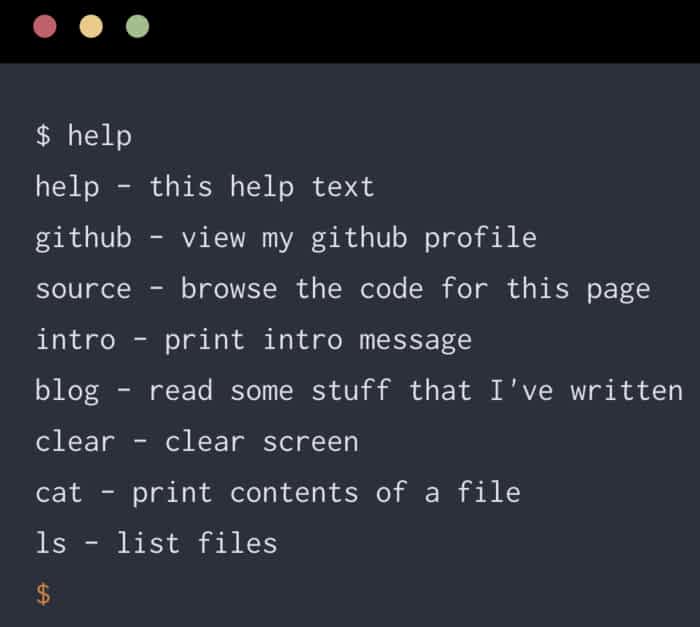 $ help
help - this help text
github - view my github profile
source - browse the code for this page
intro - print intro message
blog - read some stuff that I've written
clear - clear screen
cat - print contents of a file
ls - list files
$